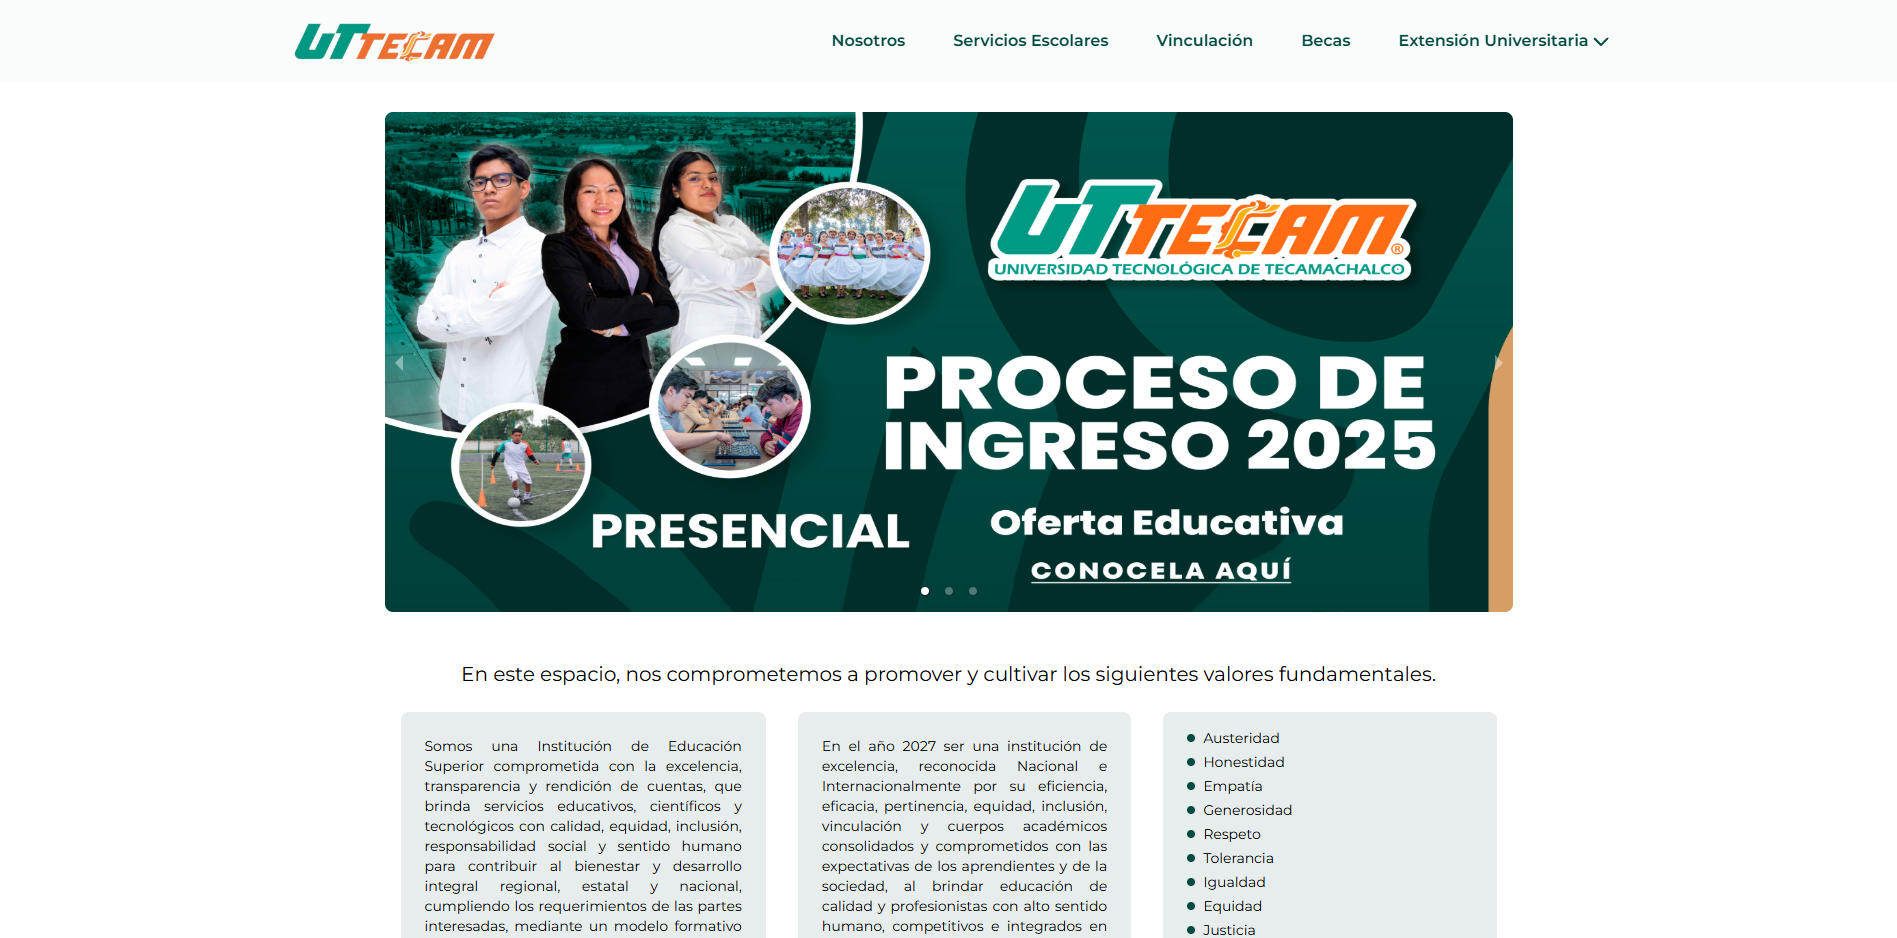 UTTECAM
Nosotros
Servicios Escolares
Vinculación
Becas
Extensión Universitaria
UTTECAM®
UNIVERSIDAD TECNOLÓGICA DE TECAMACHALCO
PROCESO DE
INGRESO 2025
PRESENCIAL
Oferta Educativa
CONOCELA AQUÍ
En este espacio, nos comprometemos a promover y cultivar los siguientes valores fundamentales.
Somos una Institución de Educación
Superior comprometida con la excelencia,
transparencia y rendición de cuentas, que
brinda servicios educativos, científicos y
tecnológicos con calidad, equidad, inclusión,
responsabilidad social y sentido humano
para contribuir al bienestar y desarrollo
integral regional, estatal y nacional,
cumpliendo los requerimientos de las partes
interesadas, mediante un modelo formativo
En el año 2027 ser una institución de
excelencia, reconocida Nacional e
Internacionalmente por su eficiencia,
eficacia, pertinencia, equidad, inclusión,
vinculación y cuerpos académicos
consolidados y comprometidos con las
expectativas de los aprendientes y de la
sociedad, al brindar educación de
calidad y profesionistas con alto sentido
humano, competitivos e integrados en
Austeridad
Honestidad
Empatía
Generosidad
Respeto
Tolerancia
Igualdad
Equidad
Justicia